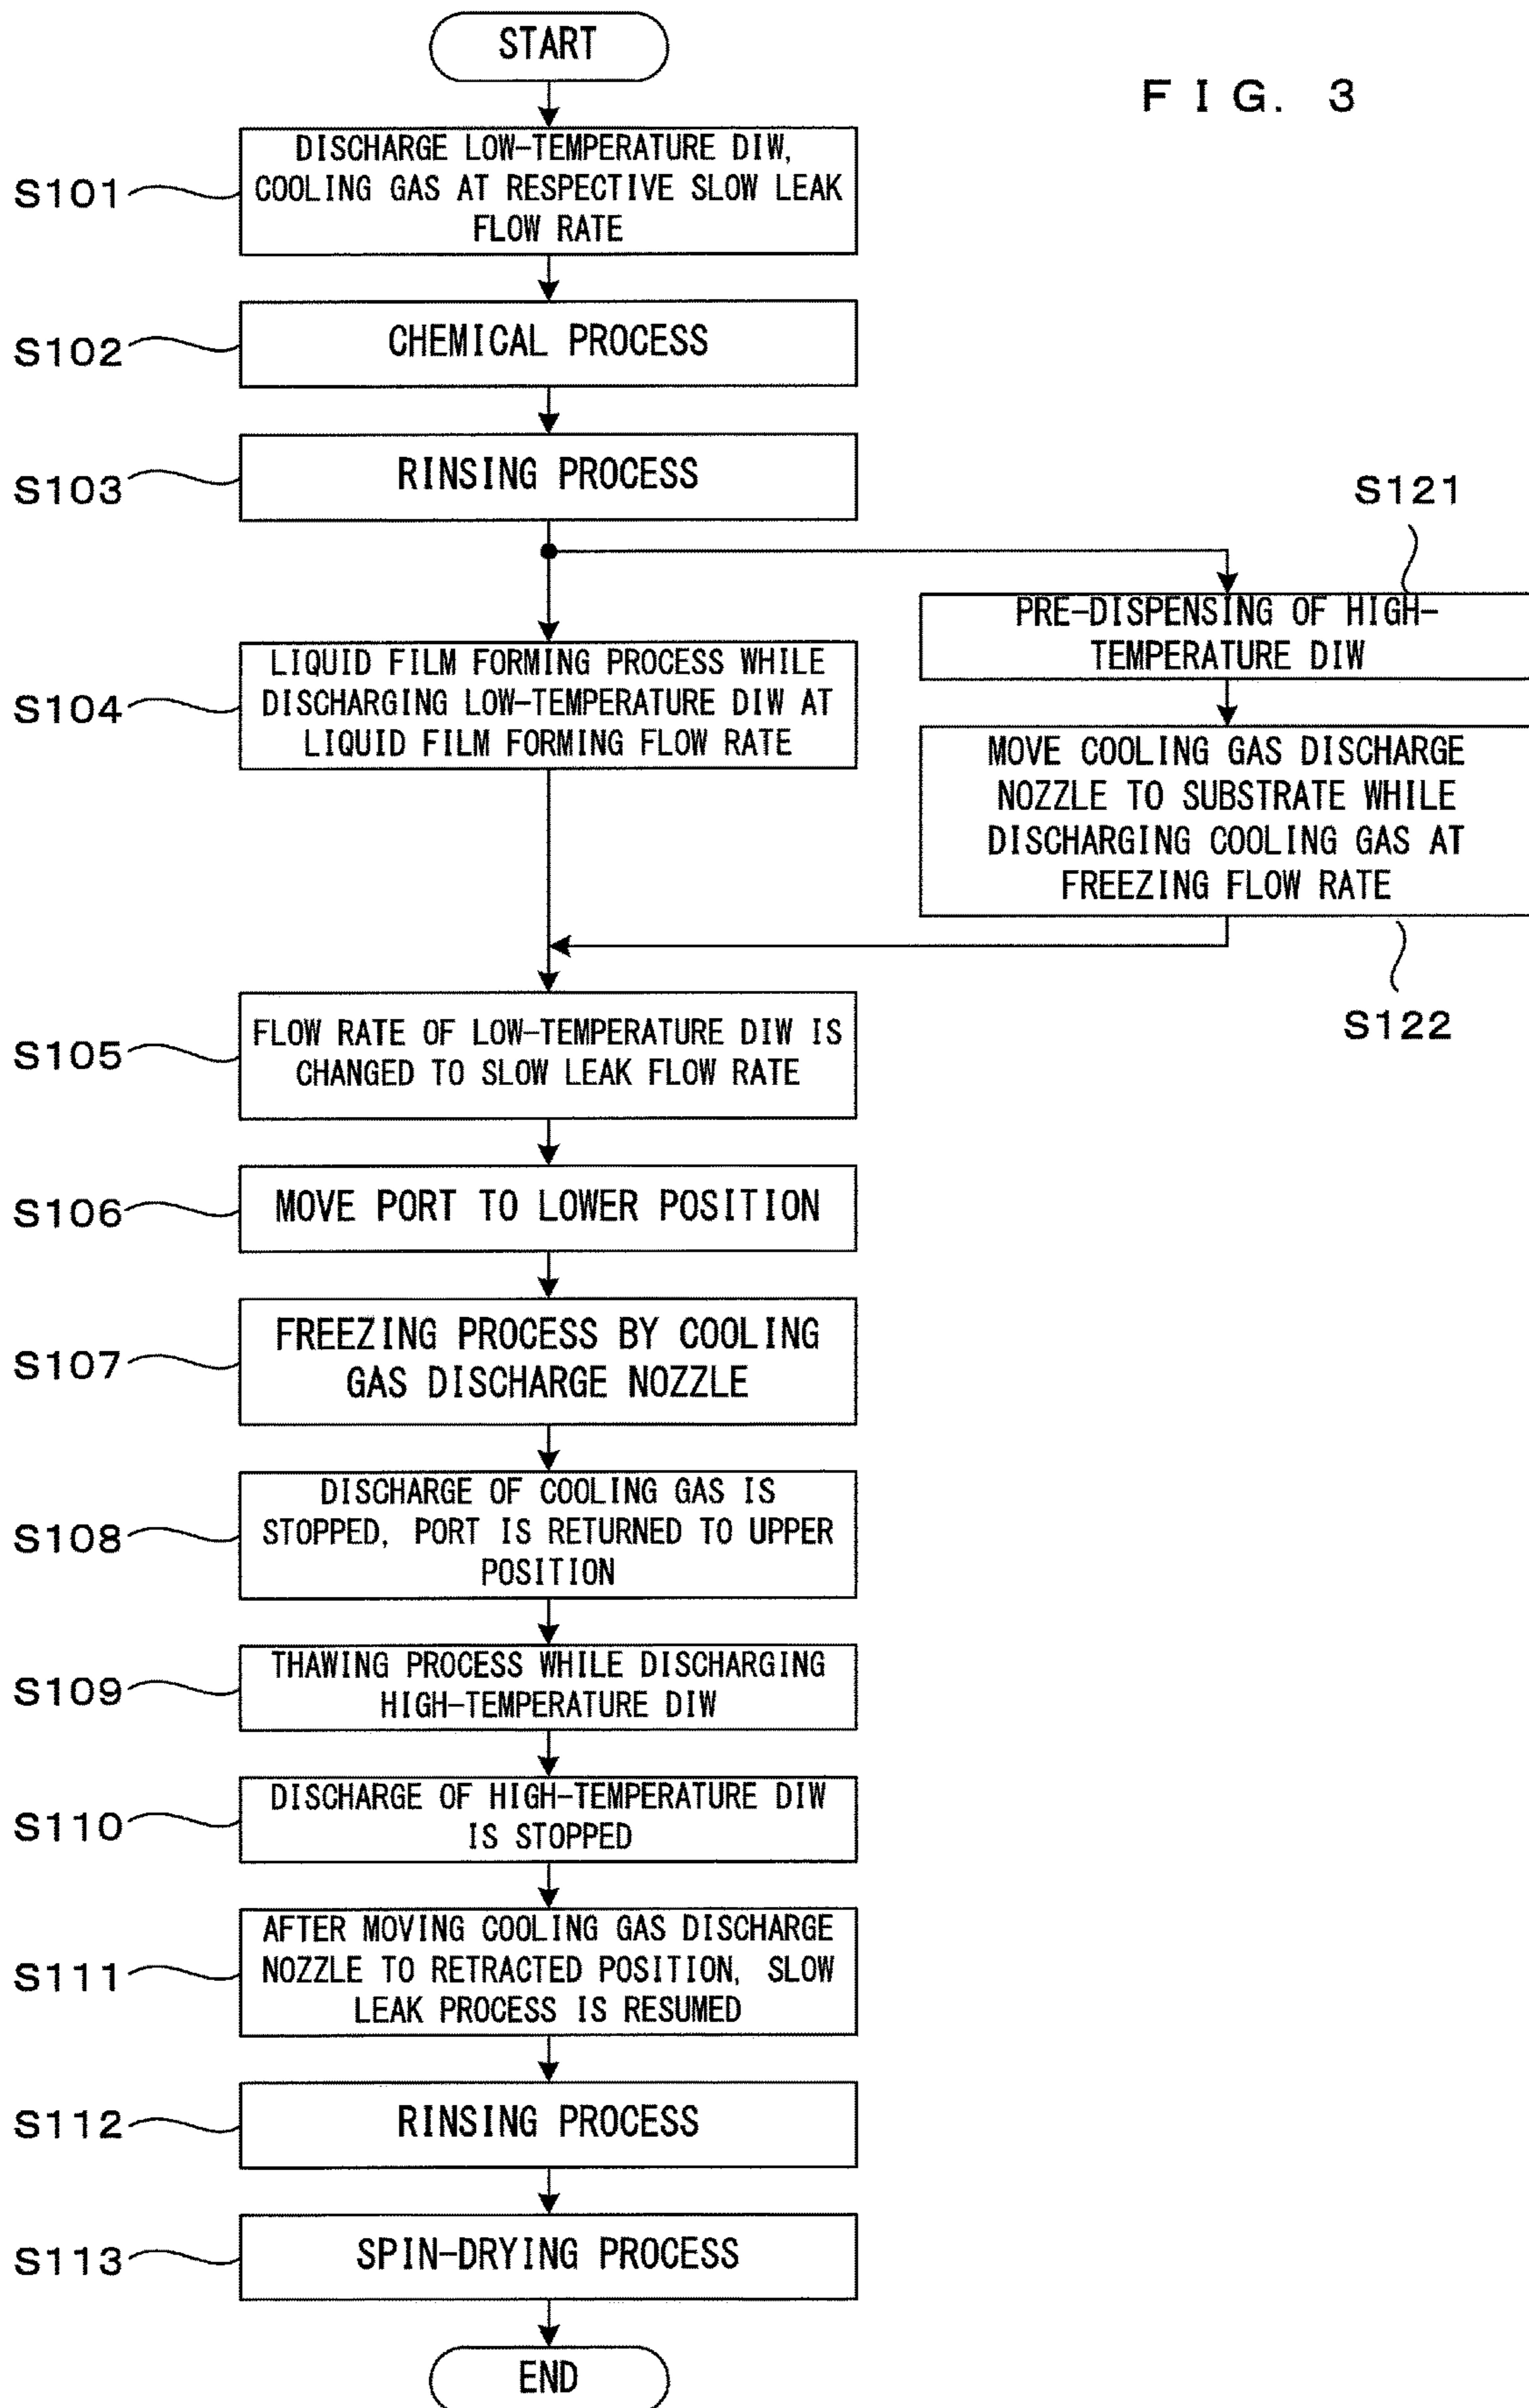 START
FIG. 3
S101
DISCHARGE LOW-TEMPERATURE DIW,
COOLING GAS AT RESPECTIVE SLOW LEAK
FLOW RATE
S102
CHEMICAL PROCESS
S103
RINSING PROCESS
S121
PRE-DISPENSING OF HIGH-
TEMPERATURE DIW
S104
LIQUID FILM FORMING PROCESS WHILE
DISCHARGING LOW-TEMPERATURE DIW AT
LIQUID FILM FORMING FLOW RATE
MOVE COOLING GAS DISCHARGE
NOZZLE TO SUBSTRATE WHILE
DISCHARGING COOLING GAS AT
FREEZING FLOW RATE
S122
S105
FLOW RATE OF LOW-TEMPERATURE DIW IS
CHANGED TO SLOW LEAK FLOW RATE
S106
MOVE PORT TO LOWER POSITION
S107
FREEZING PROCESS BY COOLING
GAS DISCHARGE NOZZLE
S108
DISCHARGE OF COOLING GAS IS
STOPPED, PORT IS RETURNED TO UPPER
POSITION
S109
THAWING PROCESS WHILE DISCHARGING
HIGH-TEMPERATURE DIW
S110
DISCHARGE OF HIGH-TEMPERATURE DIW
IS STOPPED
S111
AFTER MOVING COOLING GAS DISCHARGE
NOZZLE TO RETRACTED POSITION, SLOW
LEAK PROCESS IS RESUMED
S112
RINSING PROCESS
S113
SPIN-DRYING PROCESS
END